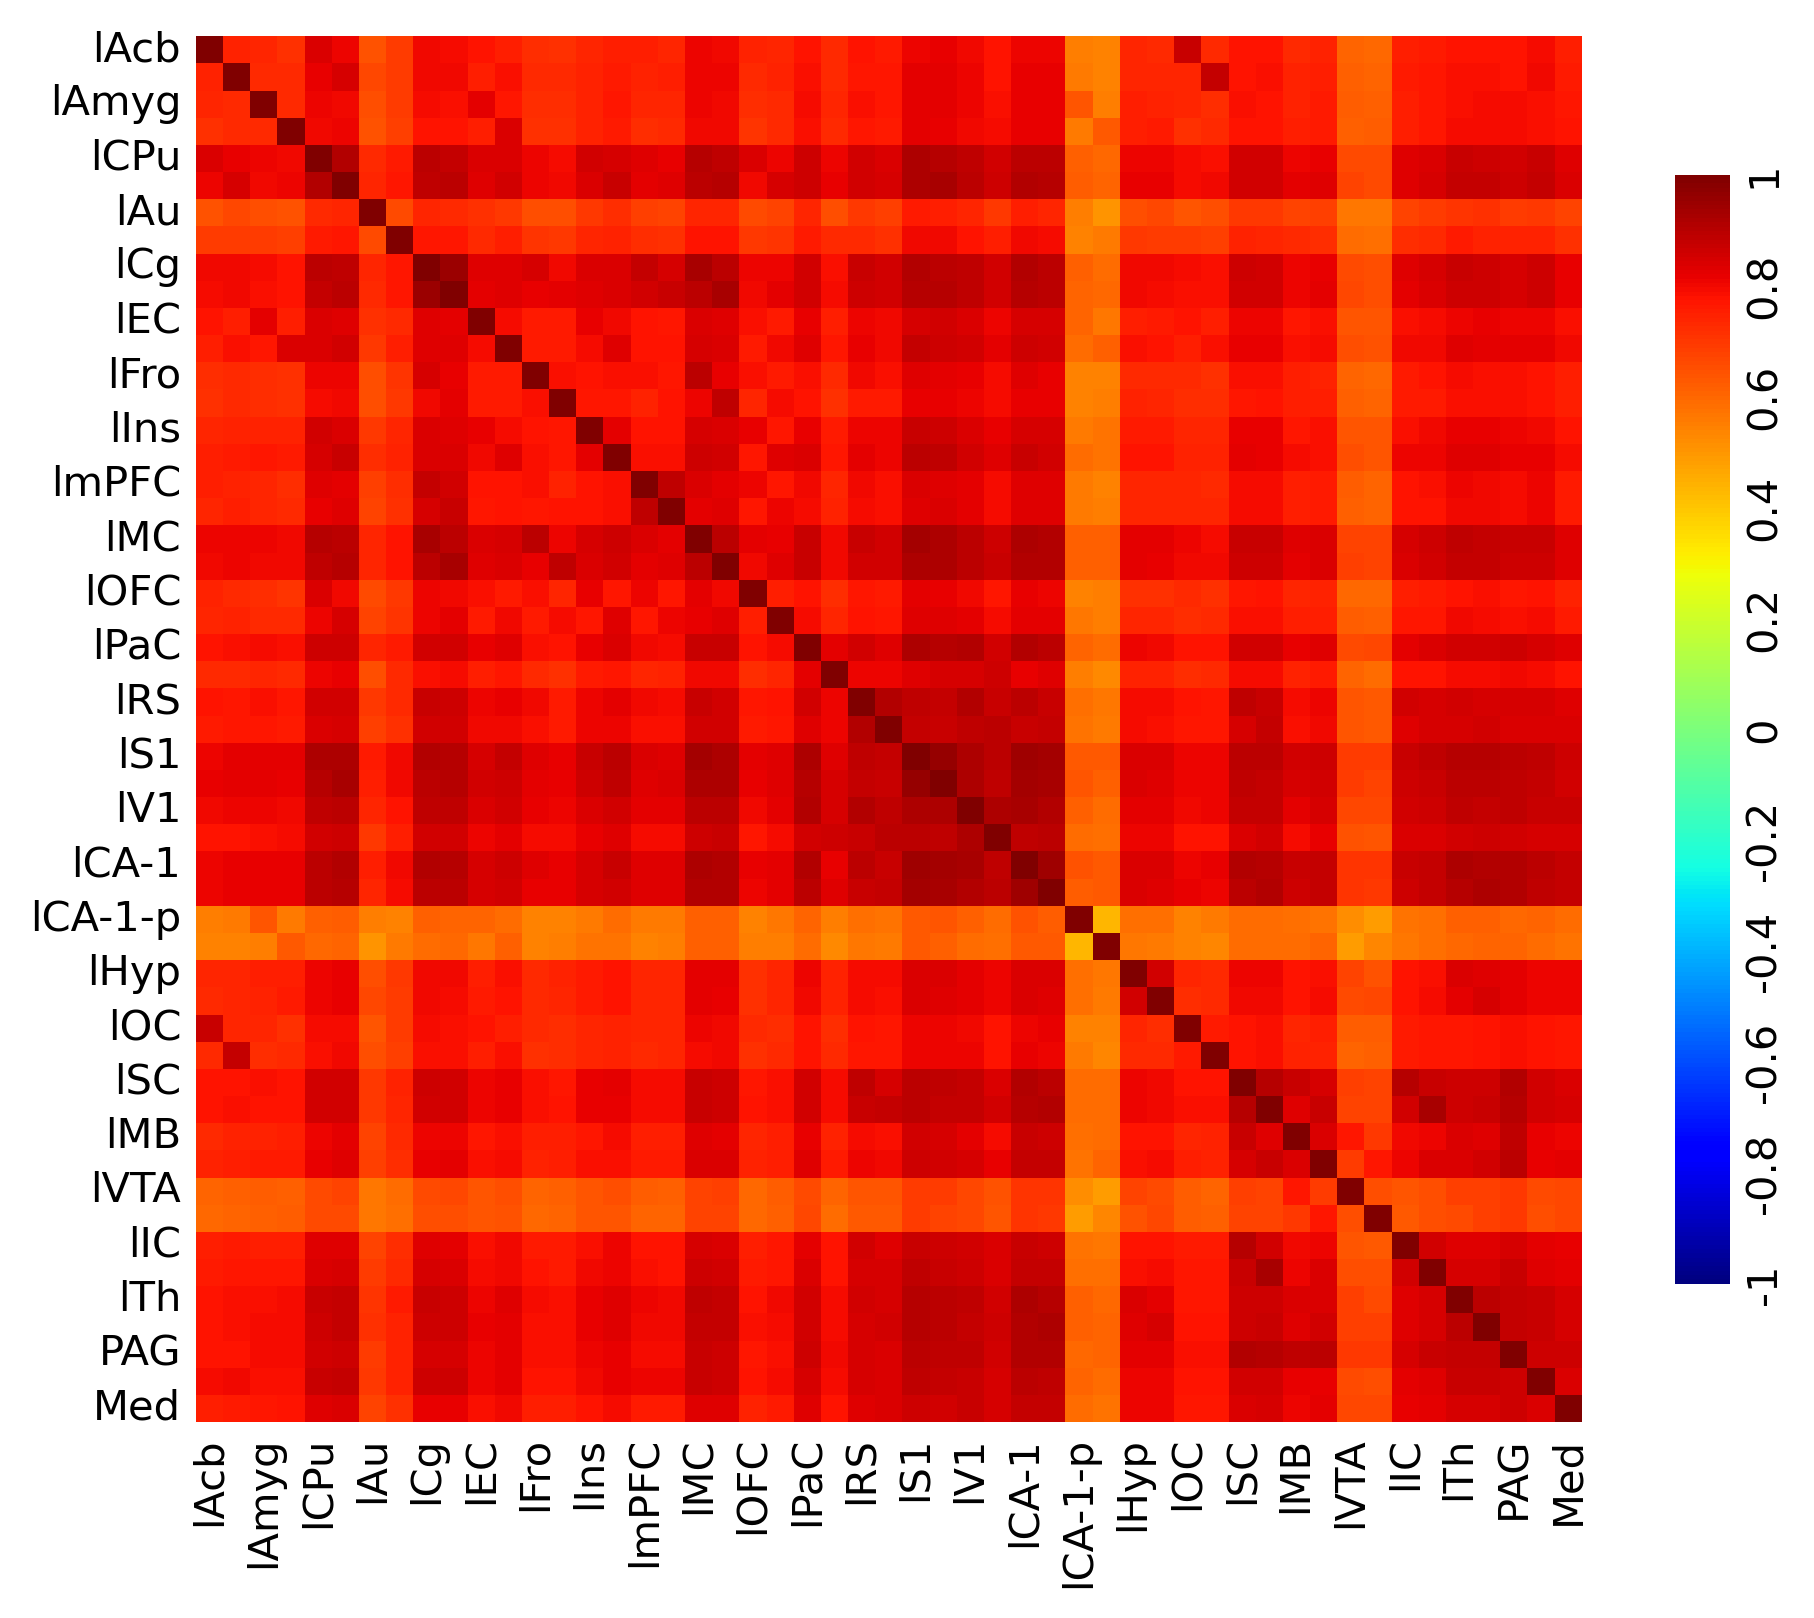 lAcb
lAmyg
lCPu
lAu
lCg
lEC
lFro
lIns
lmPFC
lMC
lOFC
lPaC
lRS
lS1
lV1
lCA-1
lCA-1-p
lHyp
lOC
lSC
lMB
lVTA
lIC
lTh
PAG
Med
lAcb
lAmyg
lCPu
lAu
lCg
lEC
lFro
lIns
lmPFC
lMC
lOFC
lPaC
lRS
lS1
lV1
lCA-1
lCA-1-p
lHyp
lOC
lSC
lMB
lVTA
lIC
lTh
PAG
Med
1
0.8
0.6
0.4
0.2
0
-0.2
-0.4
-0.6
-0.8
-1